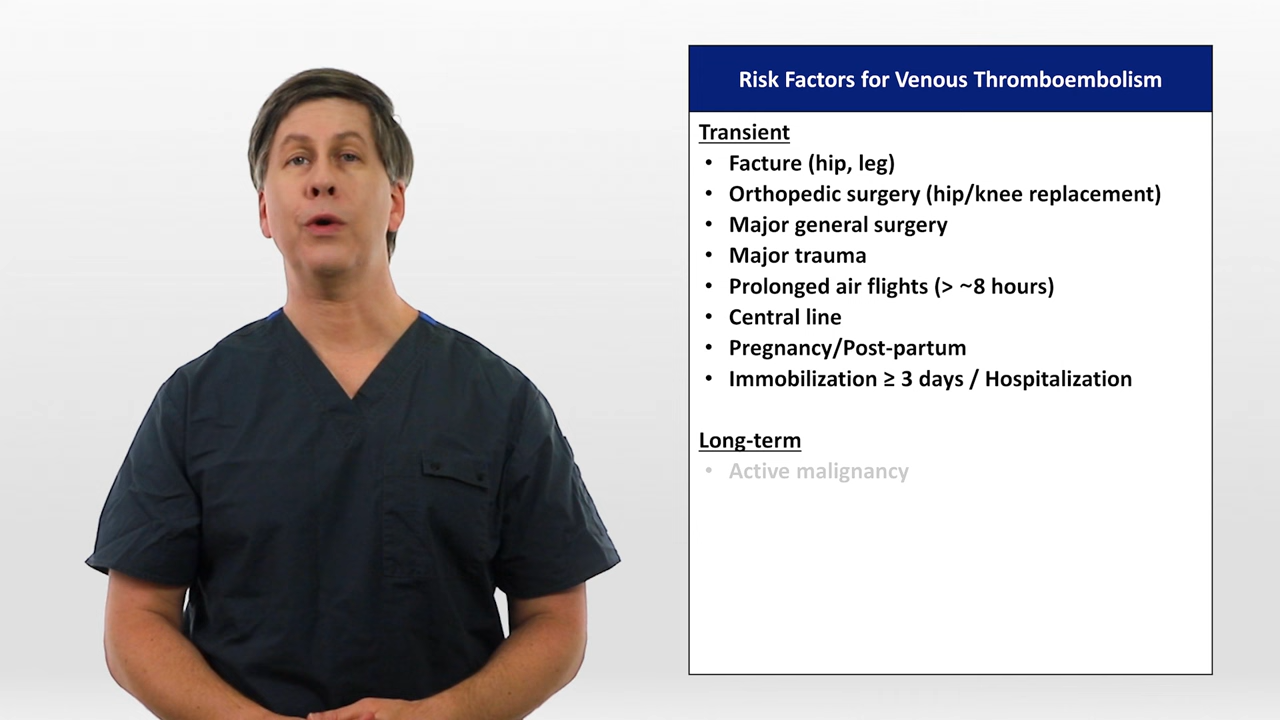 Risk Factors for Venous Thromboembolism
Transient
• Facture (hip, leg)
• Orthopedic surgery (hip/knee replacement)
• Major general surgery
• Major trauma
• Prolonged air flights (> ~8 hours)
• Central line
• Pregnancy/Post-partum
• Immobilization ≥ 3 days / Hospitalization
Long-term
• Active malignancy